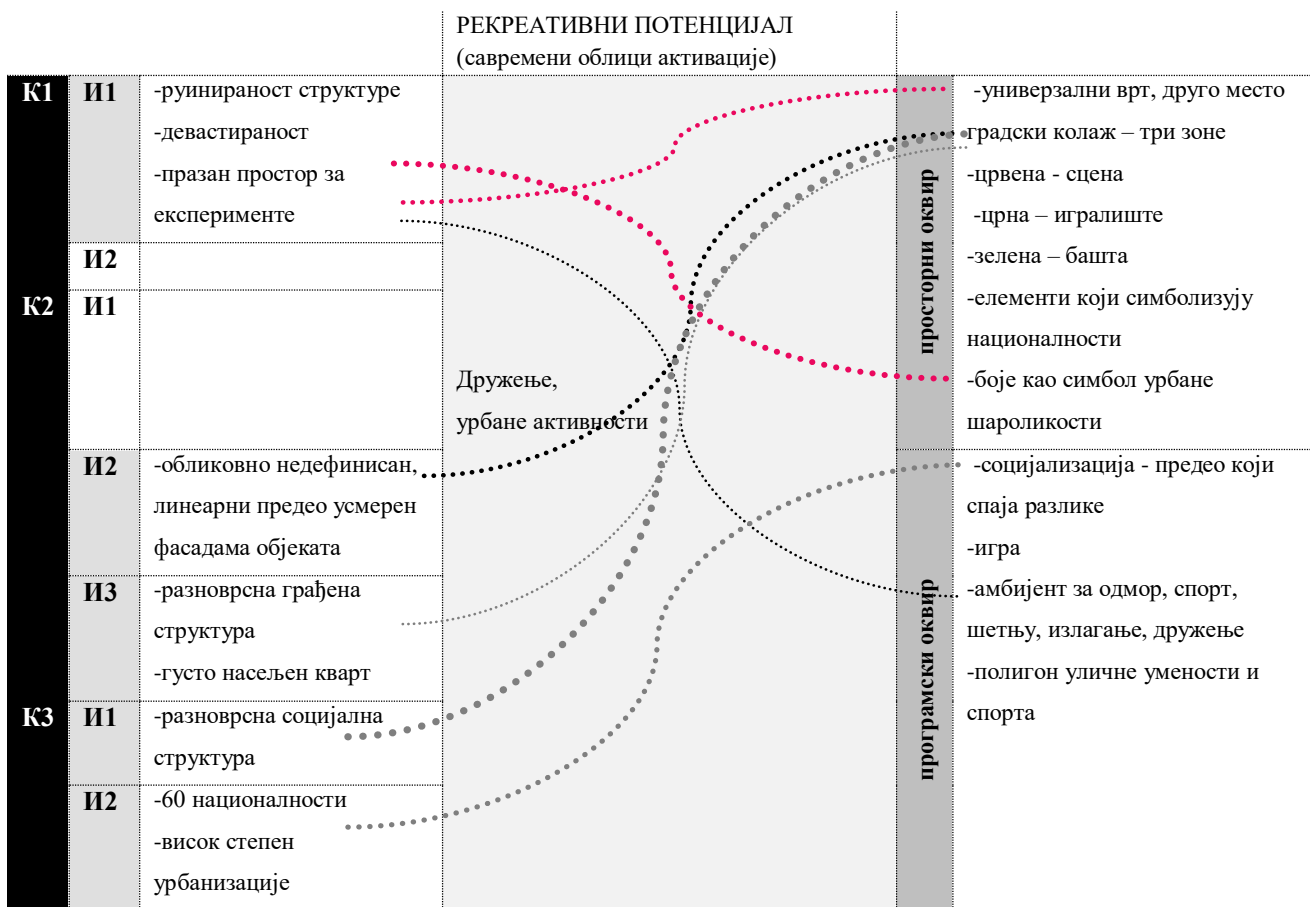 РЕКРЕАТИВНИ ПОТЕНЦИЈАЛ
(савремени облици активације)
К1
И1
-руинираност структуре
-девастираност
-празан простор за
експерименте
И2
К2
И1
И2
-обликовно недефинисан,
линеарни предео усмерен
фасадама објеката
И3
-разноврсна грађена
структура
-густо насељен кварт
К3
И1
-разноврсна социјална
структура
И2
-60 националности
-висок степен
урбанизације
Дружење,
урбане активности
просторни оквир
-универзални врт, друго место
градски колаж – три зоне
-црвена - сцена
-црна – игралиште
-зелена – башта
-елементи који симболизују
националности
-боје као симбол урбане
шароликости
програмски оквир
-социјализација - предео који
спаја разлике
-игра
-амбијент за одмор, спорт,
шетњу, излагање, дружење
-полигон уличне умености и
спорта